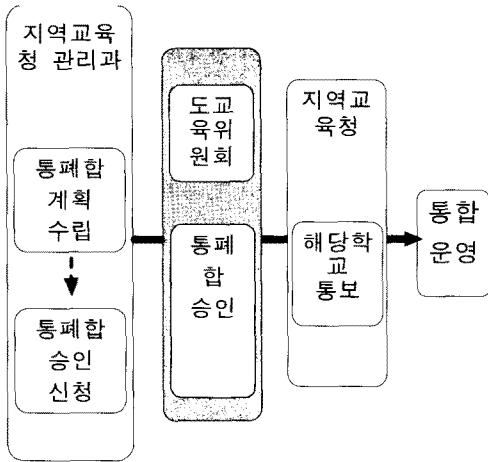 지역교육
청 관리과
통폐합
계획
수립
통폐합
승인
신청
도교
육위
원회
통폐
합
승인
지역교
육청
해당학
교
통보
통합
운영